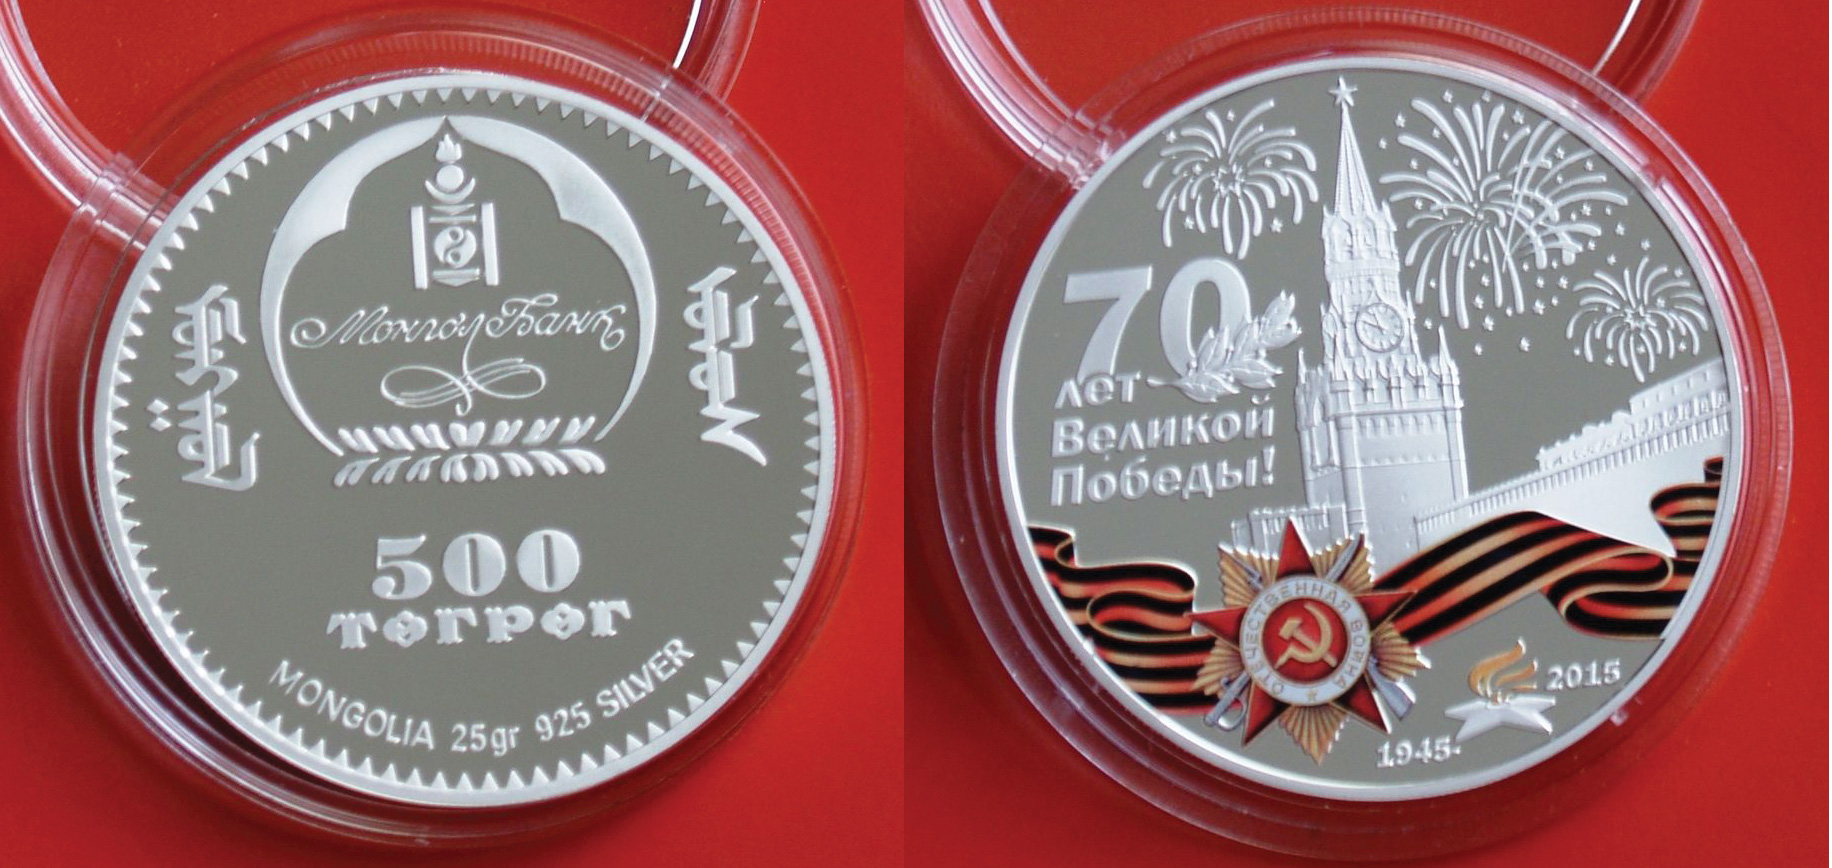 Монгол Банк
500
төгрөг
MONGOLIA 25gr 925 SILVER
70
лет
Великой
Победы!
ОТЕЧЕСТВЕННАЯ ВОЙНА
1945-
2015